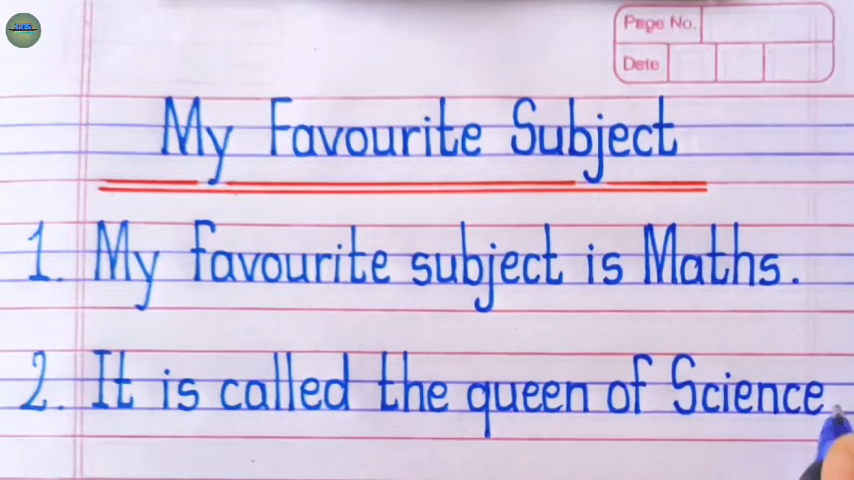 Page No.
Date
My Favourite Subject
1. My favourite subject is Maths.
2. It is called the queen of Science